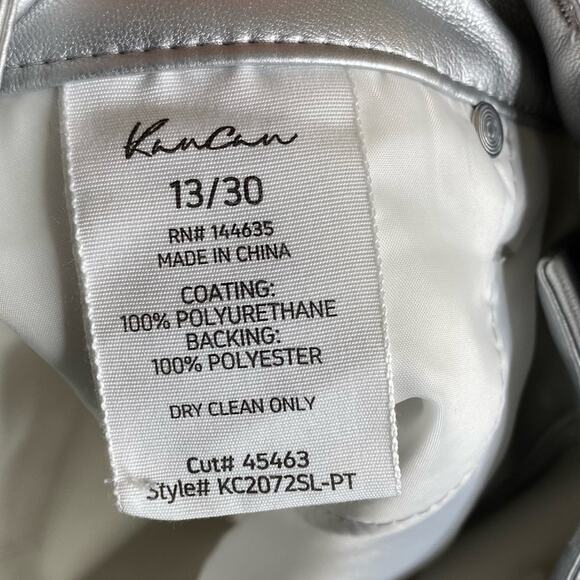 KanCan
13/30
RN# 144635
MADE IN CHINA
COATING:
100% POLYURETHANE
BACKING:
100% POLYESTER
DRY CLEAN ONLY
Cut# 45463
Style# KC2072SL-PT